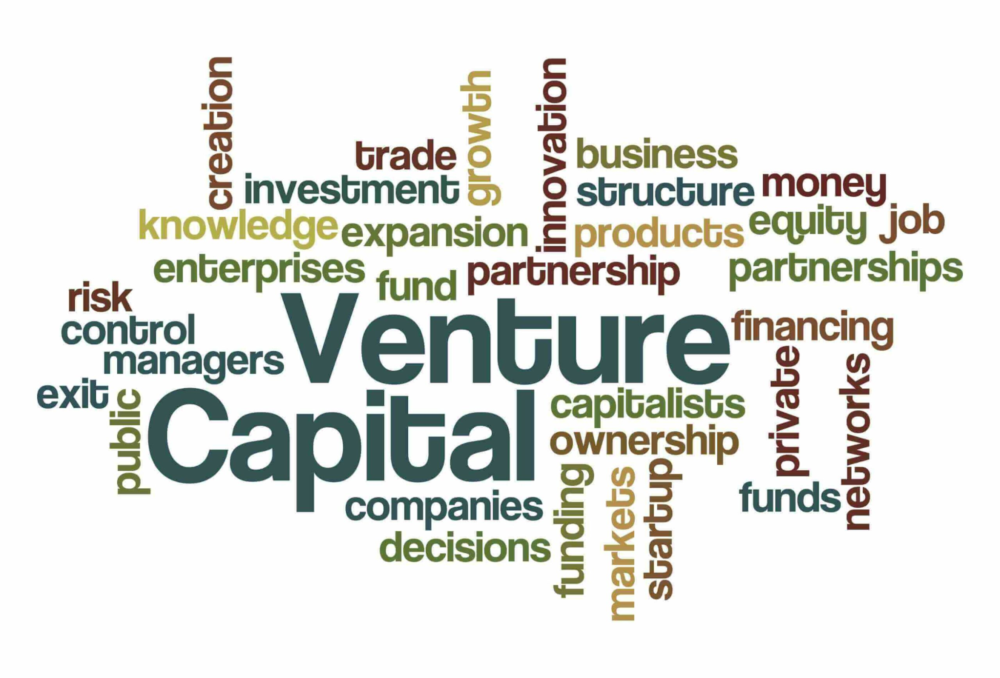 creation
growth
innovation
trade
business
investment
structure
money
knowledge
expansion
products
equity
job
enterprises
fund
partnership
partnerships
risk
control
managers
Venture
financing
exit
public
Capital
capitalists
ownership
private
networks
companies
decisions
funding
markets
startup
funds